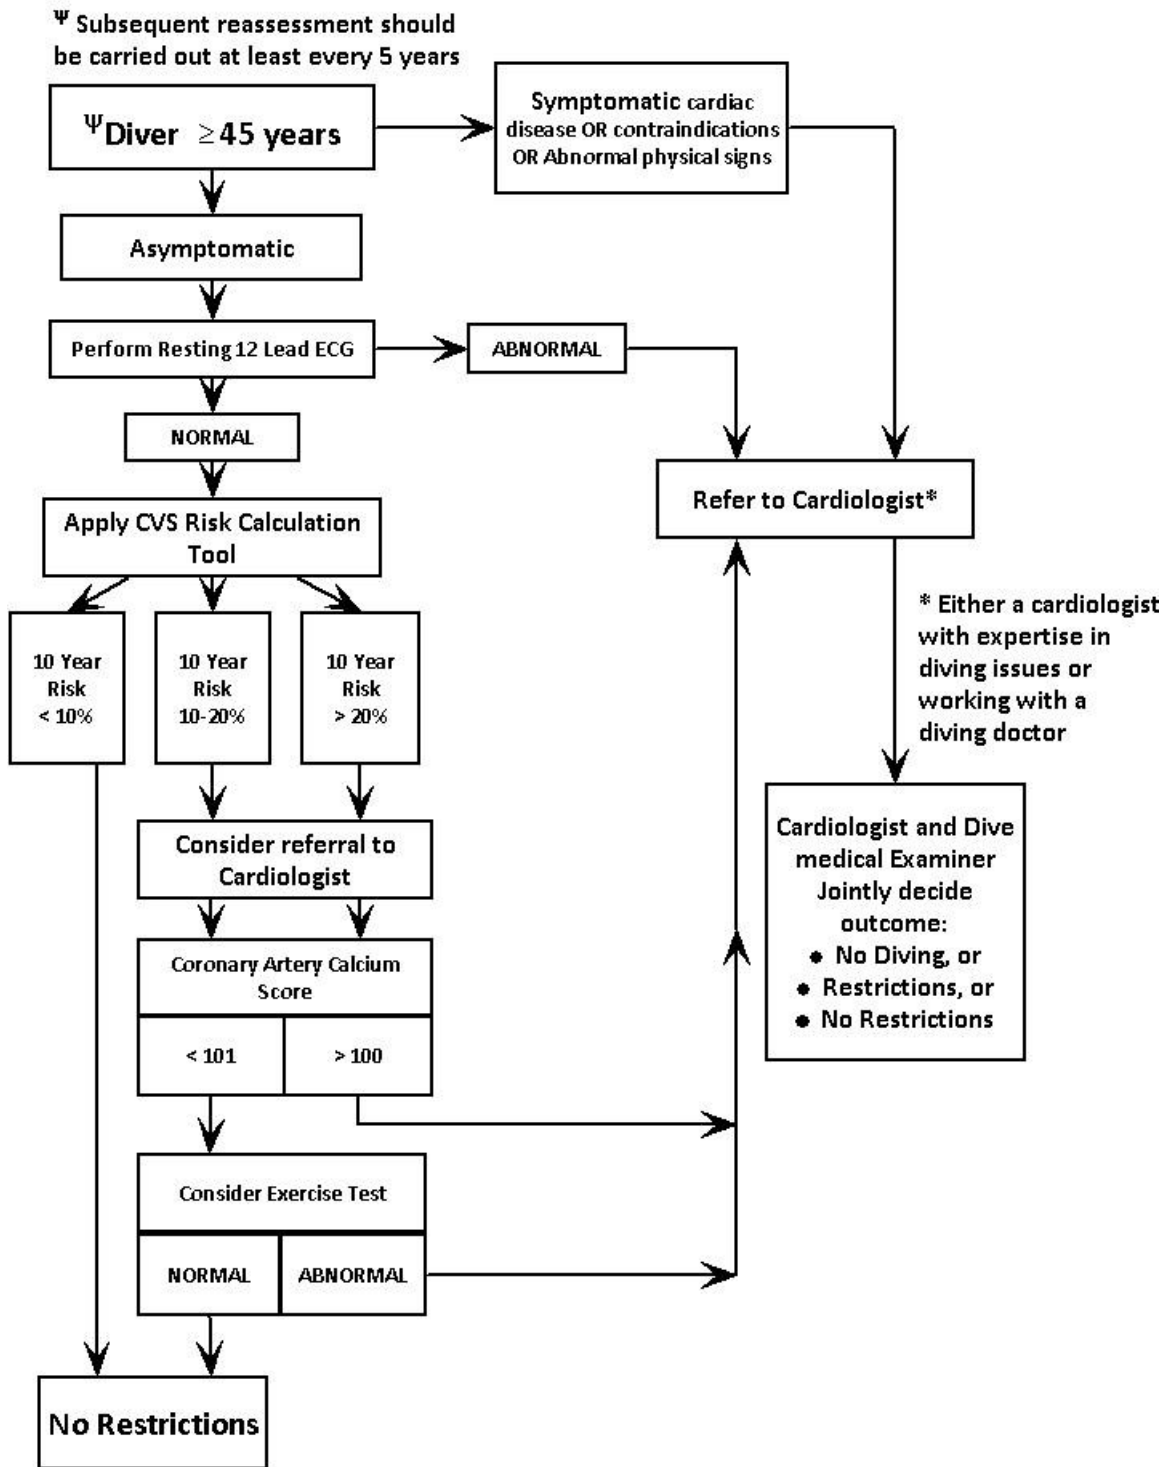 Ψ Subsequent reassessment should
be carried out at least every 5 years
ΨDiver ≥45 years
Symptomatic cardiac
disease OR contraindications
OR Abnormal physical signs
Asymptomatic
Perform Resting 12 Lead ECG
ABNORMAL
NORMAL
Refer to Cardiologist*
Apply CVS Risk Calculation
Tool
10 Year
Risk
< 10%
10 Year
Risk
10-20%
10 Year
Risk
> 20%
* Either a cardiologist
with expertise in
diving issues or
working with a
diving doctor
Consider referral to
Cardiologist
Cardiologist and Dive
medical Examiner
Jointly decide
outcome:
● No Diving, or
● Restrictions, or
● No Restrictions
Coronary Artery Calcium
Score
< 101
> 100
Consider Exercise Test
NORMAL
ABNORMAL
No Restrictions